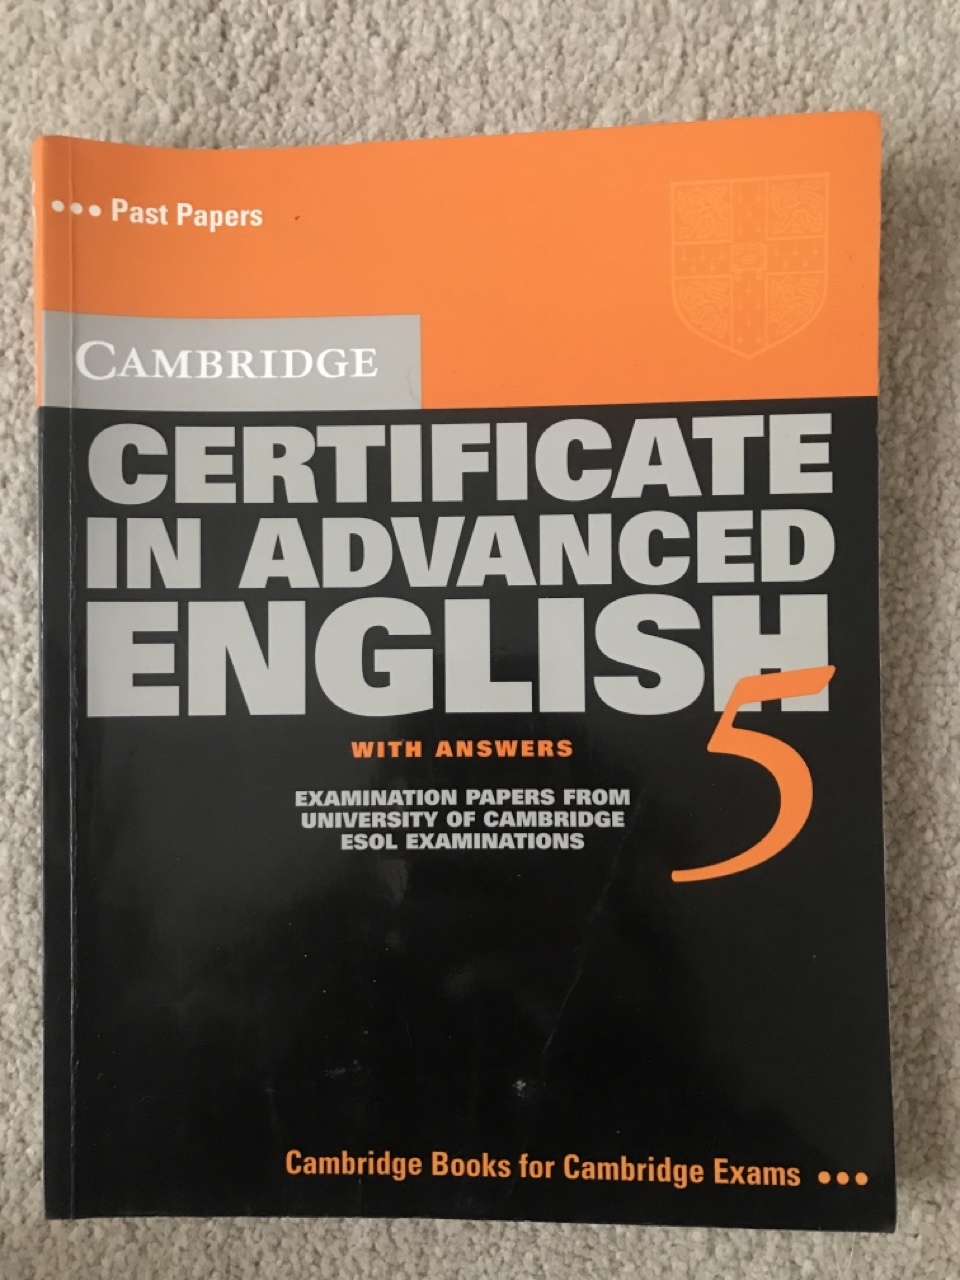 ••• Past Papers
CAMBRIDGE
CERTIFICATE
IN ADVANCED
ENGLISH
5
WITH ANSWERS
EXAMINATION PAPERS FROM
UNIVERSITY OF CAMBRIDGE
ESOL EXAMINATIONS
Cambridge Books for Cambridge Exams •••